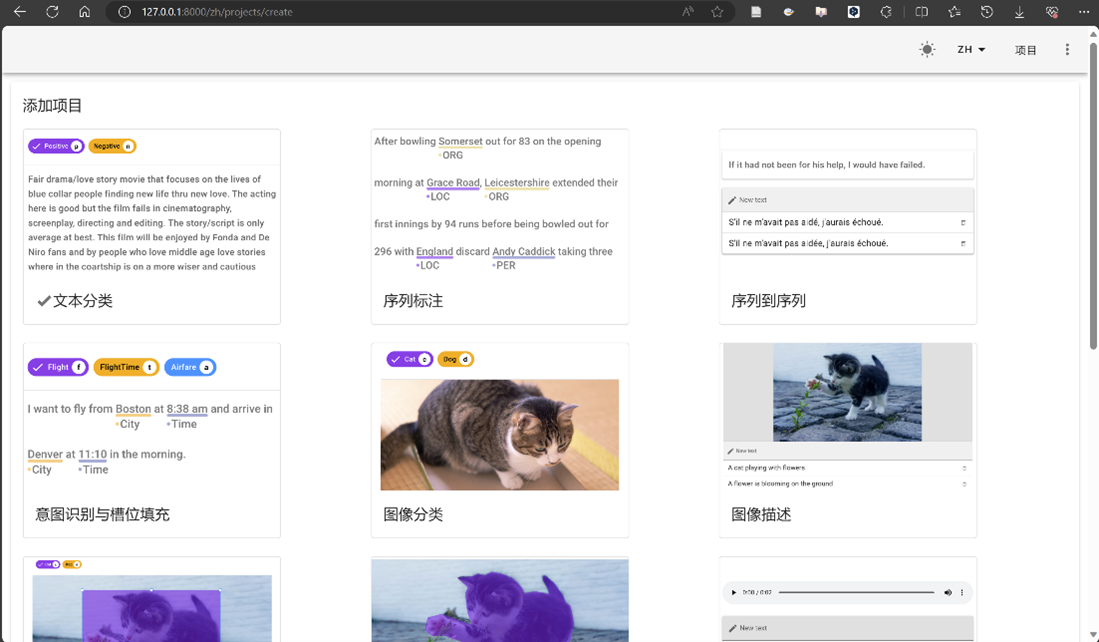 127.0.0.1:8000/zh/projects/create
ZH
项目
添加项目
Positive p
Negative n
Fair drama/love story movie that focuses on the lives of
blue collar people finding new life thru new love. The acting
here is good but the film fails in cinematography,
screenplay, directing and editing. The story/script is only
average at best. This film will be enjoyed by Fonda and De
Niro fans and by people who love middle age love stories
where in the coartship is on a more wiser and cautious
文本分类
After bowling Somerset out for 83 on the opening
•ORG
morning at Grace Road, Leicestershire extended their
•LOC •ORG
first innings by 94 runs before being bowled out for
296 with England discard Andy Caddick taking three
•LOC •PER
序列标注
If it had not been for his help, I would have failed.
New text
S'il ne m'avait pas aidé, j'aurais échoué.
S'il ne m'avait pas aidée, j'aurais échoué.
序列到序列
Flight f
FlightTime t
Airfare a
I want to fly from Boston at 8:38 am and arrive in
•City •Time
Denver at 11:10 in the morning.
•City •Time
意图识别与槽位填充
Cat c
Dog d
图像分类
New text
A cat playing with flowers
A flower is blooming on the ground
图像描述
0:00 / 0:02
New text